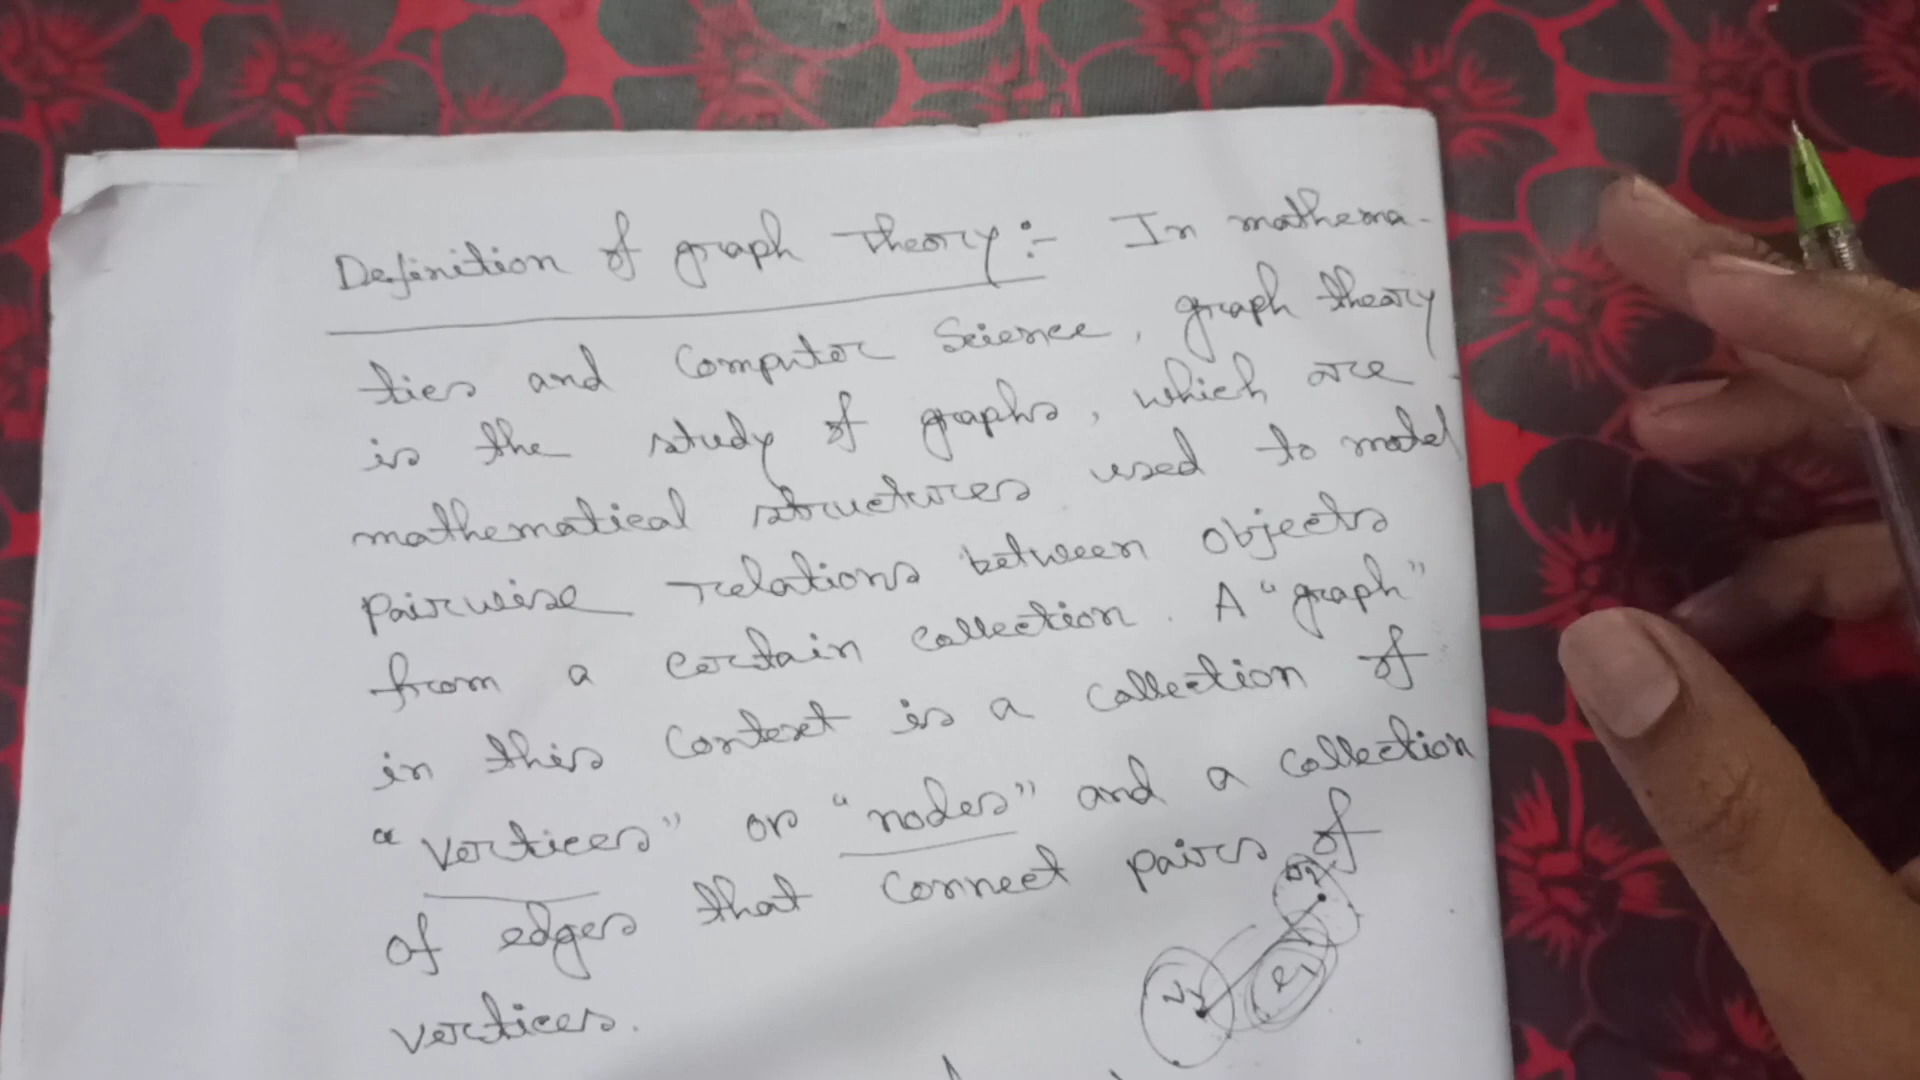 Definition of graph theory :- In mathema-
tics and Computer Science, graph theory
is the study of graphs, which are
mathematical structures used to model
pairwise relations between objects
from a certain collection. A "graph"
in this context is a collection of
"vertices" or "nodes" and a collection
of edges that connect pairs of
vertices.
e1